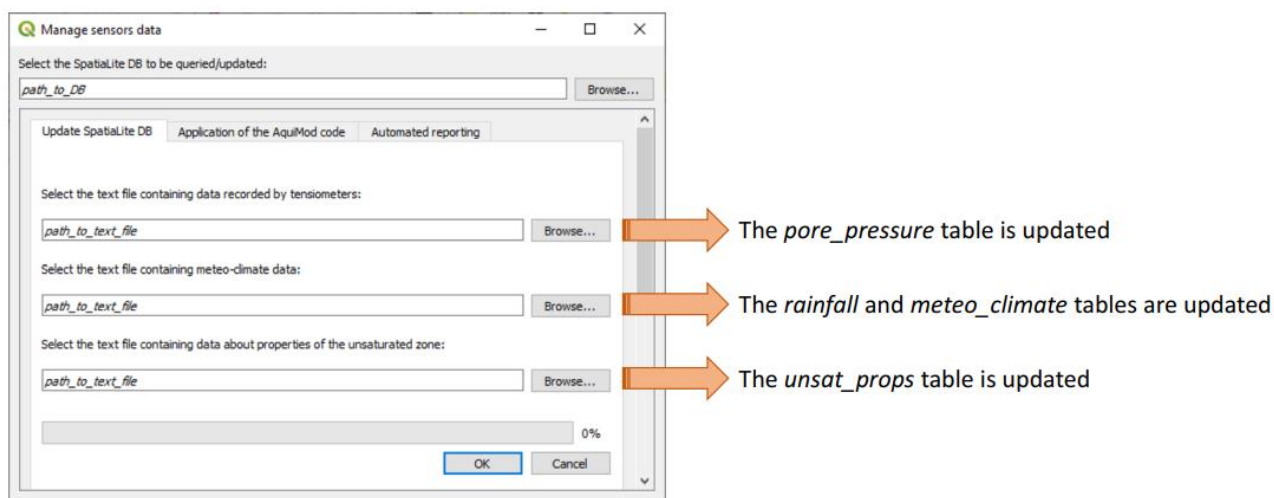 Manage sensors data
Select the SpatiaLite DB to be queried/updated:
path_to_DB Browse...
Update SpatiaLite DB Application of the AquiMod code Automated reporting
Select the text file containing data recorded by tensiometers:
path_to_text_file Browse... The pore_pressure table is updated
Select the text file containing meteo-climate data:
path_to_text_file Browse... The rainfall and meteo_climate tables are updated
Select the text file containing data about properties of the unsaturated zone:
path_to_text_file Browse... The unsat_props table is updated
0%
OK Cancel